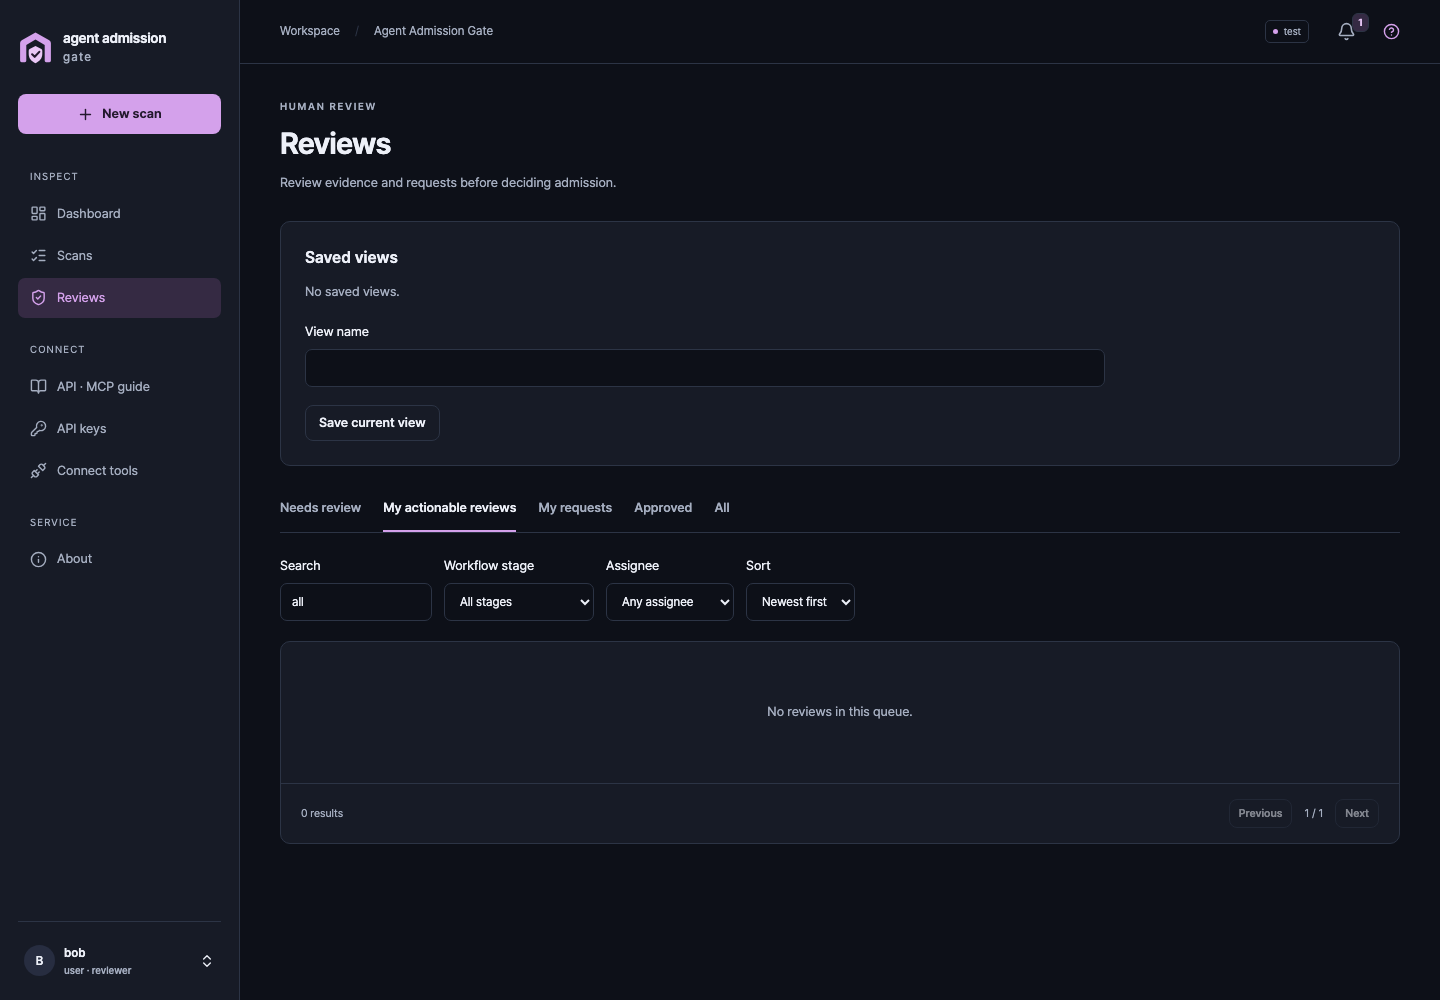 agent admission
gate
New scan
INSPECT
Dashboard
Scans
Reviews
CONNECT
API · MCP guide
API keys
Connect tools
SERVICE
About
B
bob
user · reviewer
Workspace / Agent Admission Gate
test
1
HUMAN REVIEW
Reviews
Review evidence and requests before deciding admission.
Saved views
No saved views.
View name
Save current view
Needs review My actionable reviews My requests Approved All
Search Workflow stage Assignee Sort
all All stages Any assignee Newest first
No reviews in this queue.
0 results Previous 1 / 1 Next